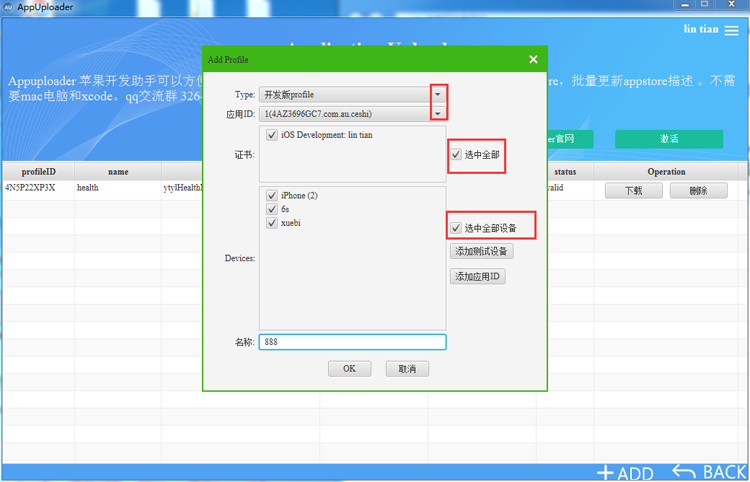 AU AppUploader
lin tian
Add Profile
Appuploader 苹果开发助手可以方便
re，批量更新appstore描述 。不需
要mac电脑和xcode。qq交流群 326
Type: 开发版profile
应用ID: 1(4AZ3696GC7.com.au.ceshi)
证书: iOS Development: lin tian 选中全部
er官网 激活
profileID name status Operation
4N5P22XP3X health ytylHealth valid 下载 删除
Devices: iPhone (2)
6s
xuebi
选中全部设备
添加测试设备
添加应用ID
名称: 888
OK 取消
ADD BACK